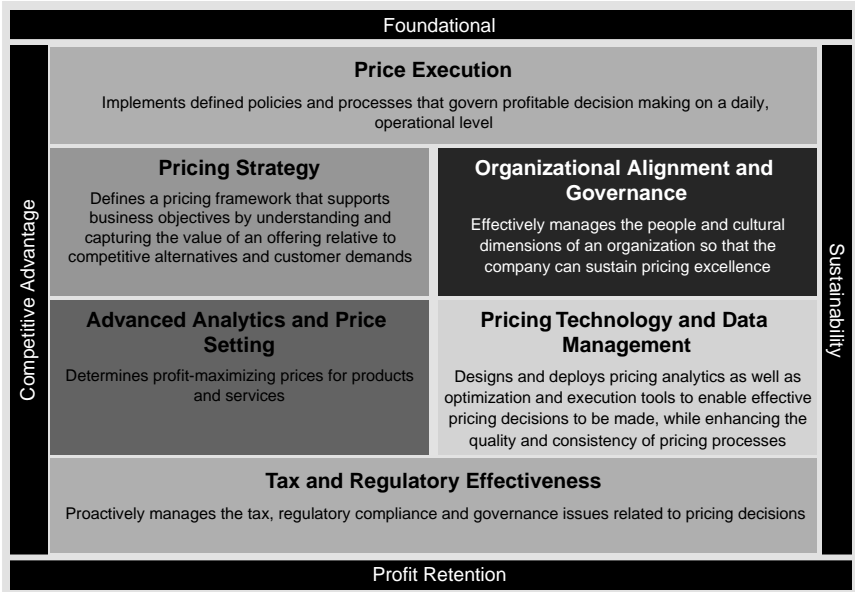 Foundational
Price Execution
Implements defined policies and processes that govern profitable decision making on a daily,
operational level
Competitive Advantage
Pricing Strategy
Defines a pricing framework that supports
business objectives by understanding and
capturing the value of an offering relative to
competitive alternatives and customer demands
Organizational Alignment and
Governance
Effectively manages the people and cultural
dimensions of an organization so that the
company can sustain pricing excellence
Advanced Analytics and Price
Setting
Determines profit-maximizing prices for products
and services
Pricing Technology and Data
Management
Designs and deploys pricing analytics as well as
optimization and execution tools to enable effective
pricing decisions to be made, while enhancing the
quality and consistency of pricing processes
Sustainability
Tax and Regulatory Effectiveness
Proactively manages the tax, regulatory compliance and governance issues related to pricing decisions
Profit Retention